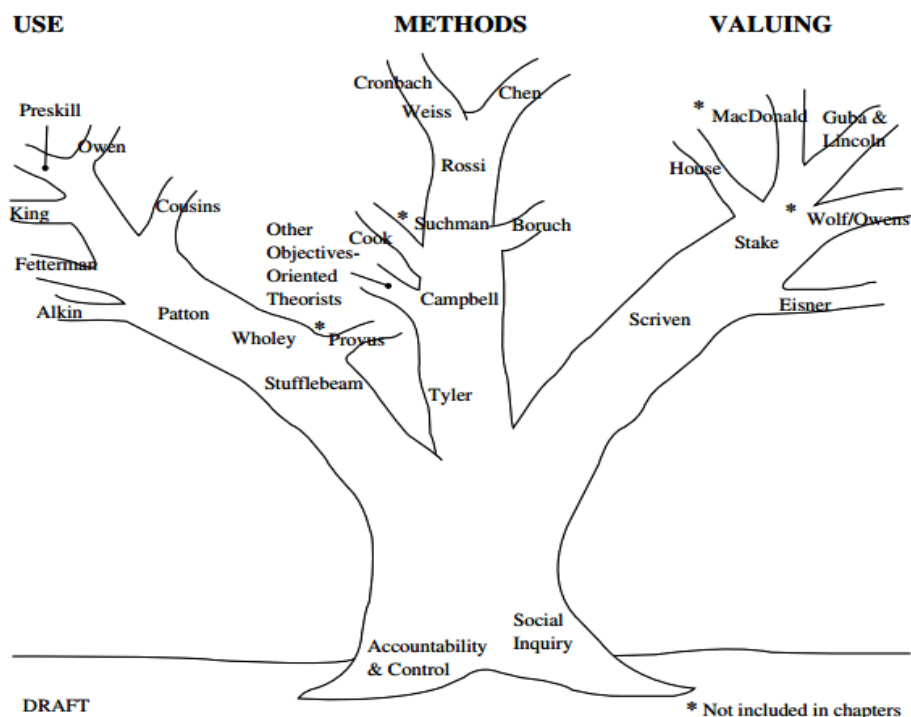 USE
METHODS
VALUING
Preskill
Owen
King
Cousins
Fetterman
Alkin
Patton
Wholey
* Provus
Stufflebeam
Cronbach
Weiss
Chen
Rossi
* Suchman
Boruch
Cook
Other
Objectives-
Oriented
Theorists
Campbell
Tyler
* MacDonald
Guba &
Lincoln
House
* Wolf/Owens
Stake
Eisner
Scriven
Accountability
& Control
Social
Inquiry
DRAFT
* Not included in chapters